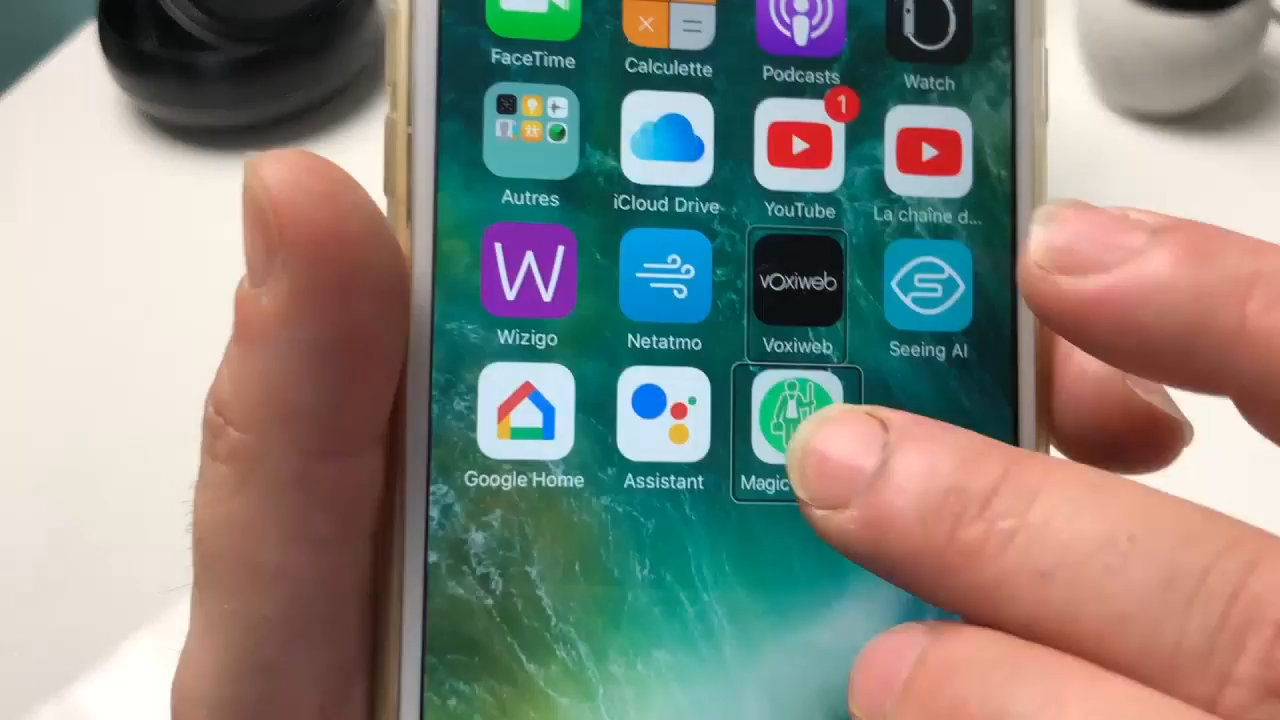 FaceTime
Calculette
Podcasts
Watch
1
Autres
iCloud Drive
YouTube
La chaîne d...
W
voxiweb
Wizigo
Netatmo
Voxiweb
Seeing AI
Google Home
Assistant
Magic